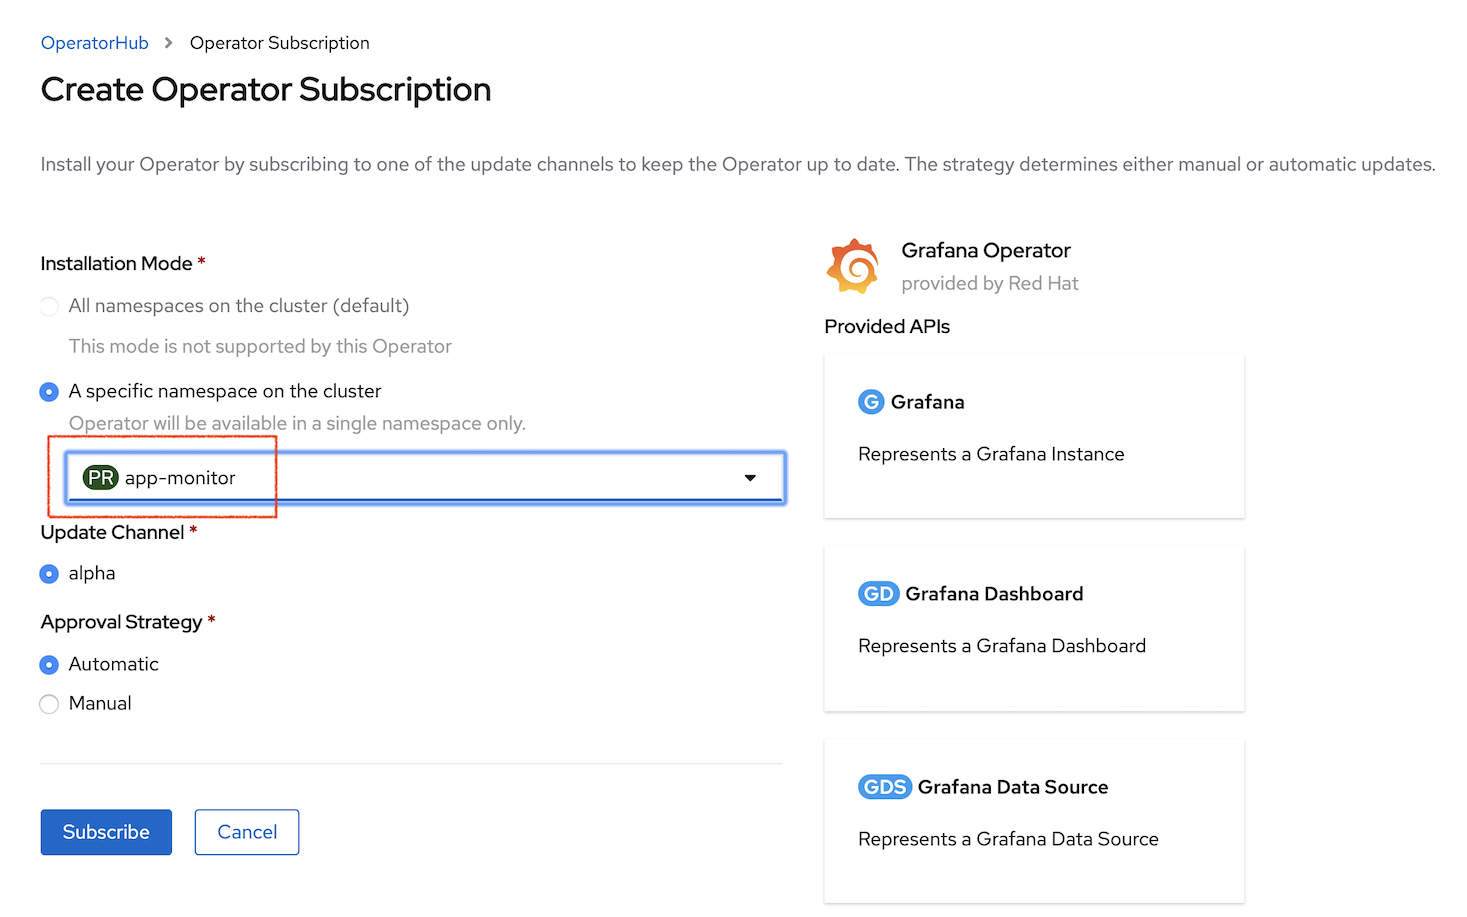 OperatorHub > Operator Subscription
Create Operator Subscription
Install your Operator by subscribing to one of the update channels to keep the Operator up to date. The strategy determines either manual or automatic updates.
Installation Mode *
All namespaces on the cluster (default)
This mode is not supported by this Operator
A specific namespace on the cluster
Operator will be available in a single namespace only.
PR app-monitor
Update Channel *
alpha
Approval Strategy *
Automatic
Manual
Subscribe
Cancel
Grafana Operator
provided by Red Hat
Provided APIs
G Grafana
Represents a Grafana Instance
GD Grafana Dashboard
Represents a Grafana Dashboard
GDS Grafana Data Source
Represents a Grafana Data Source